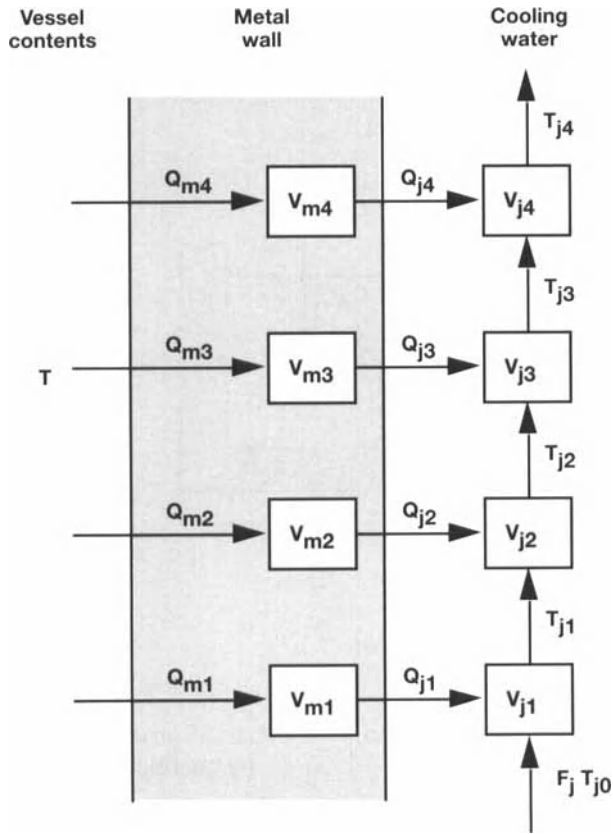 Vessel contents
Metal wall
Cooling water
T_j4
Q_m4
V_m4
Q_j4
V_j4
T_j3
Q_m3
V_m3
Q_j3
V_j3
T
T_j2
Q_m2
V_m2
Q_j2
V_j2
T_j1
Q_m1
V_m1
Q_j1
V_j1
F_j T_j0